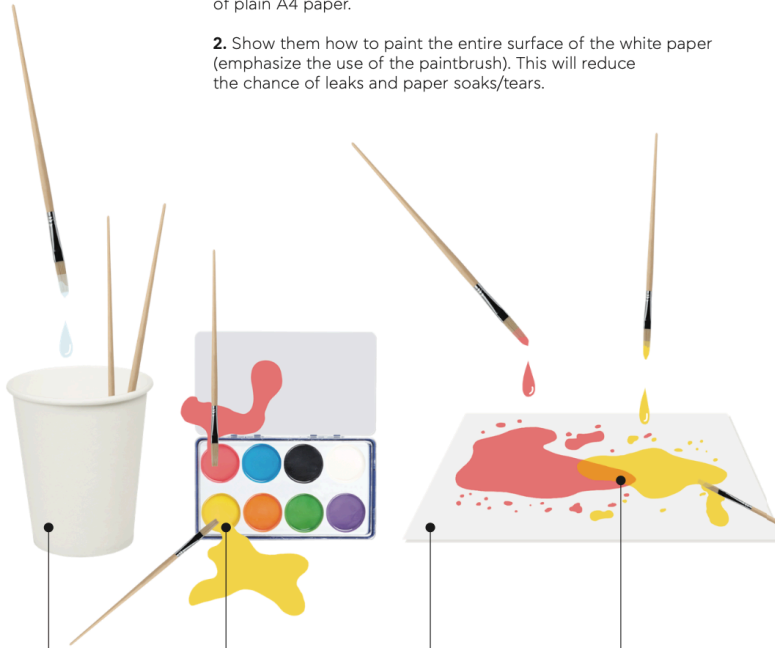 of plain A4 paper.
2. Show them how to paint the entire surface of the white paper
(emphasize the use of the paintbrush). This will reduce
the chance of leaks and paper soaks/tears.